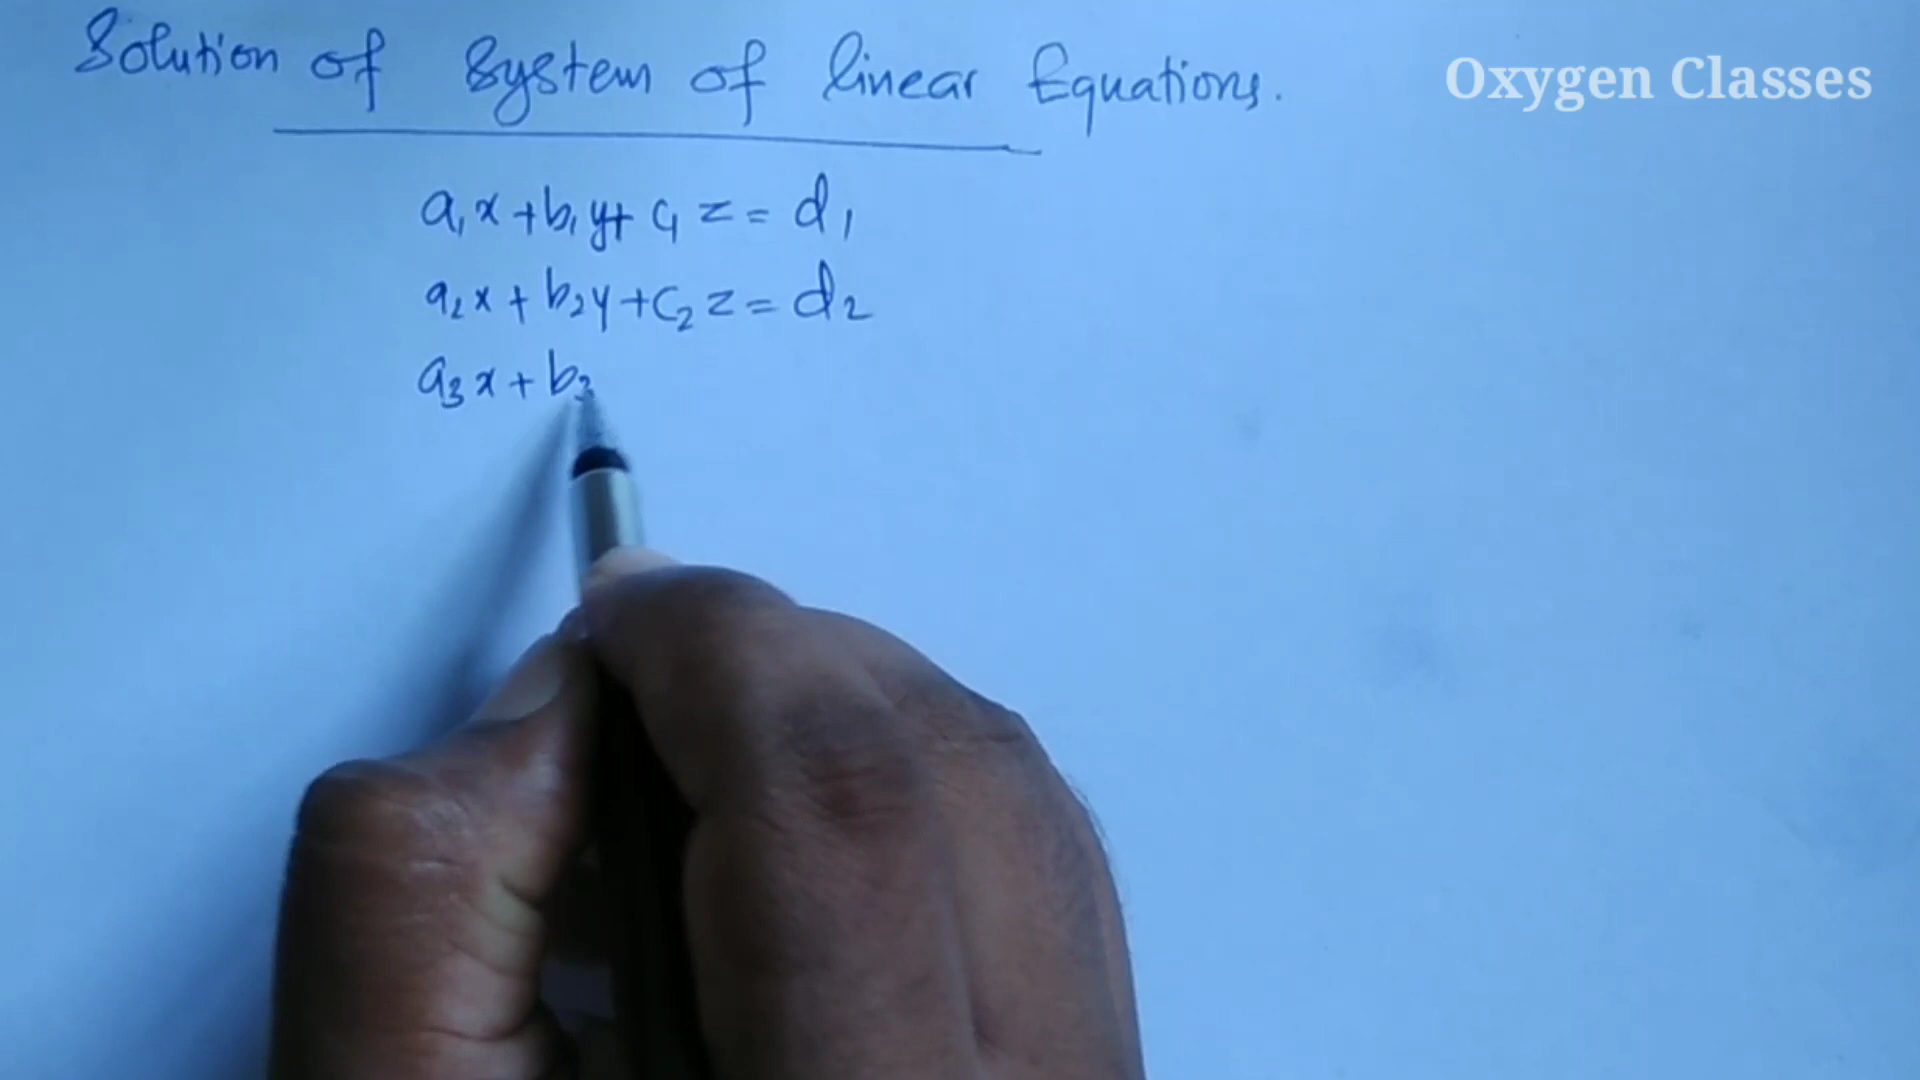 Solution of System of linear Equations.
Oxygen Classes
a₁x + b₁y + c₁z = d₁
a₂x + b₂y + c₂z = d₂
a₃x + b₃